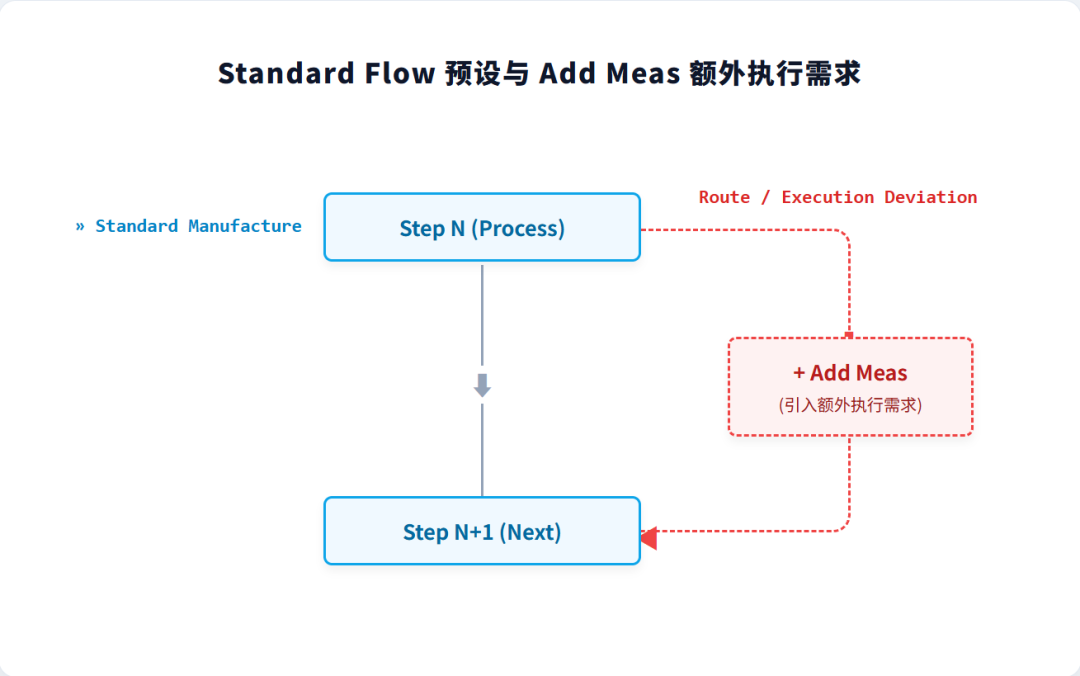 Standard Flow 预设与 Add Meas 额外执行需求
Route / Execution Deviation
» Standard Manufacture
Step N (Process)
+ Add Meas
(引入额外执行需求)
Step N+1 (Next)